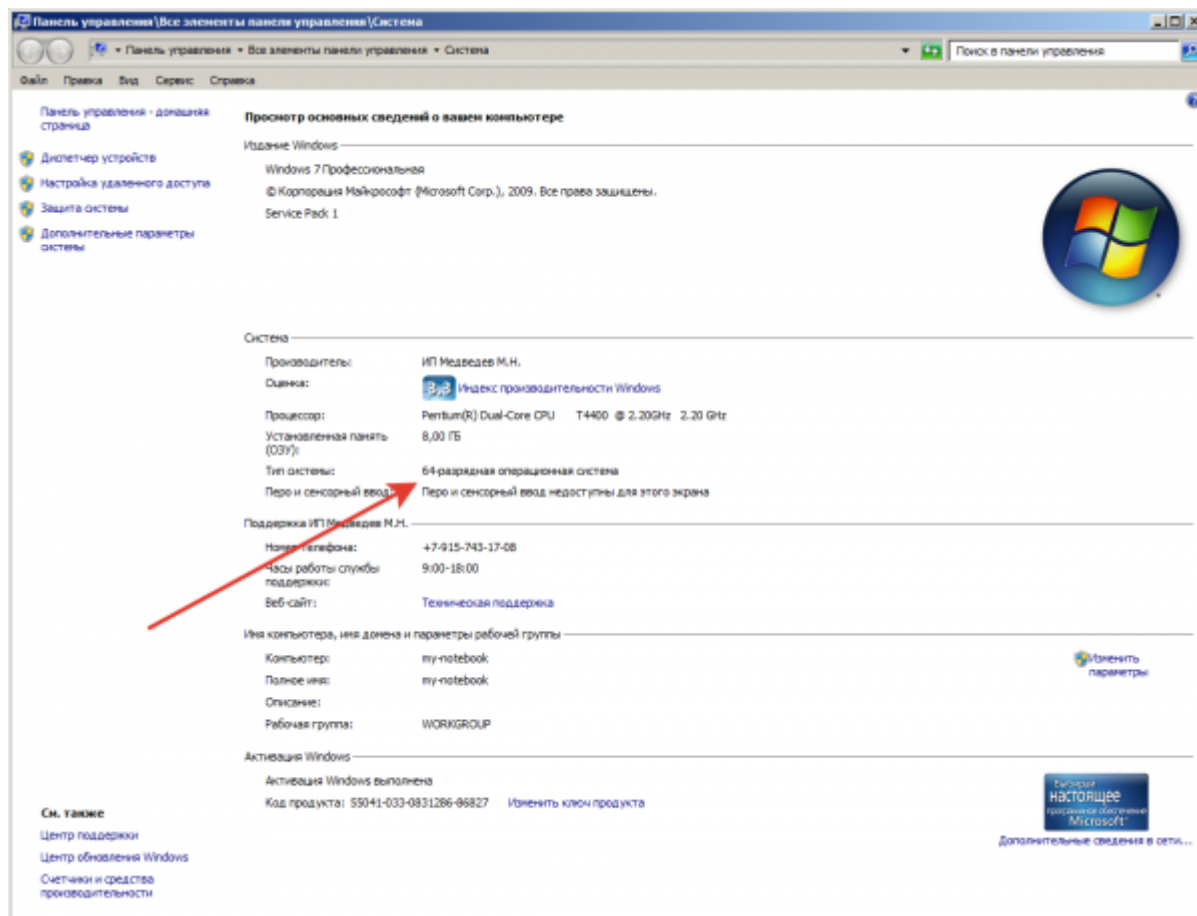 Панель управления\Все элементы панели управления\Система
Панель управления Все элементы панели управления Система
Поиск в панели управления
Файл Правка Вид Сервис Справка
Панель управления - домашняя
страница
Диспетчер устройств
Настройка удаленного доступа
Защита системы
Дополнительные параметры
системы
Просмотр основных сведений о вашем компьютере
Издание Windows
Windows 7 Профессиональная
© Корпорация Майкрософт (Microsoft Corp.), 2009. Все права защищены.
Service Pack 1
Система
Производитель: ИП Медведев М.Н.
Оценка: 3,3 Индекс производительности Windows
Процессор: Pentium(R) Dual-Core CPU T4400 @ 2.20GHz 2.20 GHz
Установленная память
(ОЗУ): 8,00 ГБ
Тип системы: 64-разрядная операционная система
Перо и сенсорный ввод: Перо и сенсорный ввод недоступны для этого экрана
Поддержка ИП Медведев М.Н.
Номер телефона: +7-915-743-17-08
Часы работы службы
поддержки: 9:00-18:00
Веб-сайт: Техническая поддержка
Имя компьютера, имя домена и параметры рабочей группы
Компьютер: my-notebook
Полное имя: my-notebook
Описание:
Рабочая группа: WORKGROUP
Изменить
параметры
Активация Windows
Активация Windows выполнена
Код продукта: 55041-033-0831286-86827 Изменить ключ продукта
Выбирай
настоящее
программное обеспечение
Microsoft
Дополнительные сведения в сети...
См. также
Центр поддержки
Центр обновления Windows
Счетчики и средства
производительности